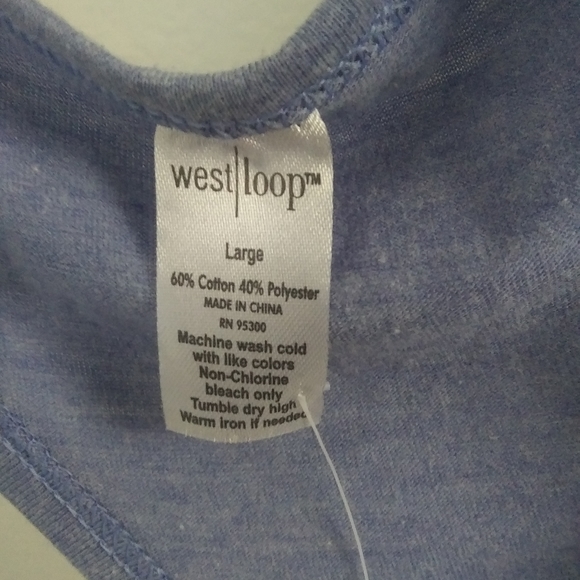 west|loop™
Large
60% Cotton 40% Polyester
MADE IN CHINA
RN 95300
Machine wash cold
with like colors
Non-Chlorine
bleach only
Tumble dry high
Warm iron if needed